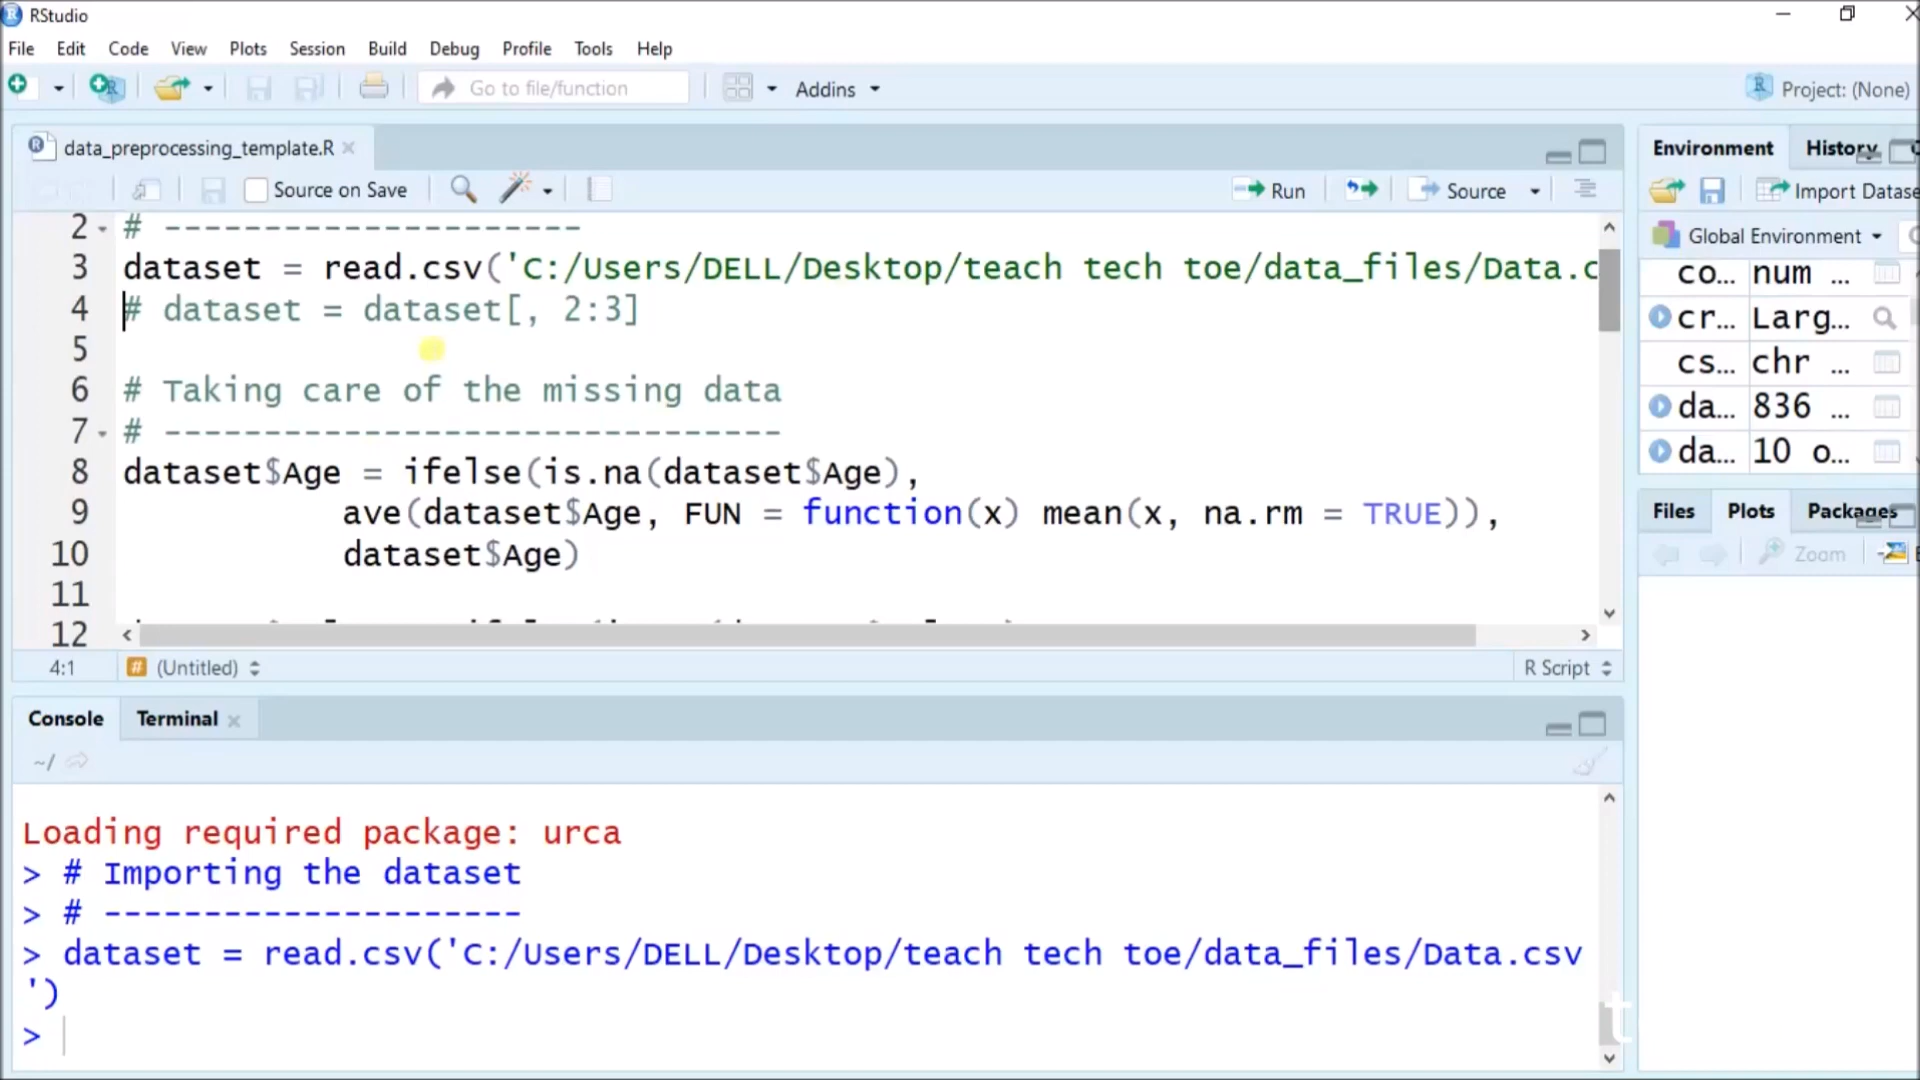 RStudio
File Edit Code View Plots Session Build Debug Profile Tools Help
Go to file/function Addins Project: (None)
data_preprocessing_template.R
Source on Save Run Source
2 # ---------------------
3 dataset = read.csv('C:/Users/DELL/Desktop/teach tech toe/data_files/Data.c
4 # dataset = dataset[, 2:3]
5
6 # Taking care of the missing data
7 # -------------------------------
8 dataset$Age = ifelse(is.na(dataset$Age),
9 ave(dataset$Age, FUN = function(x) mean(x, na.rm = TRUE)),
10 dataset$Age)
11
12
4:1 (Untitled) R Script
Console Terminal
~/
Loading required package: urca
> # Importing the dataset
> # ---------------------
> dataset = read.csv('C:/Users/DELL/Desktop/teach tech toe/data_files/Data.csv
')
>
Environment History
Import Datase
Global Environment
co... num ...
cr... Larg...
cs... chr ...
da... 836 ...
da... 10 o...
Files Plots Packages
Zoom
t